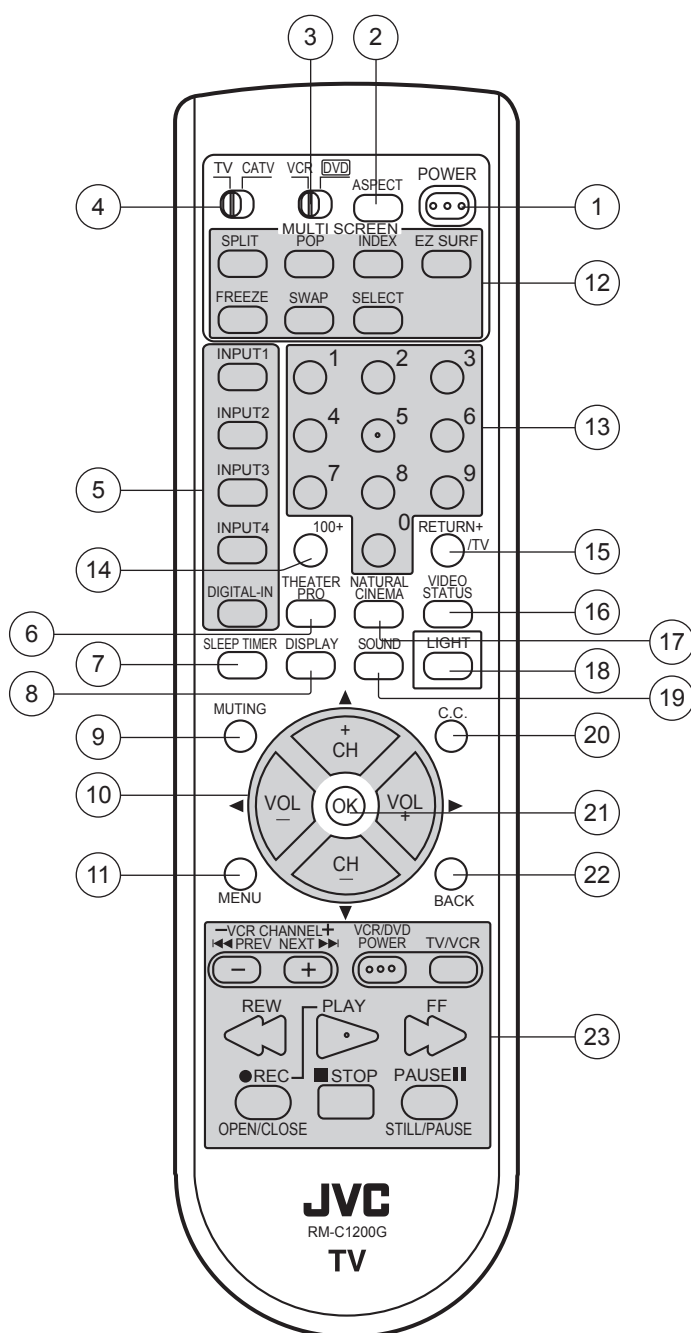 3 2
TV CATV VCR DVD ASPECT POWER
4 1
MULTI SCREEN
SPLIT POP INDEX EZ SURF
12
FREEZE SWAP SELECT
INPUT1 1 2 3
INPUT2 4 5 6
13
INPUT3 7 8 9
5
INPUT4 100+ 0 RETURN+
/TV
14 15
DIGITAL-IN THEATER NATURAL VIDEO
PRO CINEMA STATUS
6 16
17
SLEEP TIMER DISPLAY SOUND LIGHT
7 18
8 19
MUTING C.C.
9 20
+
CH
10
VOL OK VOL
– +
21
CH
–
11 22
MENU BACK
–VCR CHANNEL+ VCR/DVD
PREV NEXT POWER TV/VCR
– +
REW PLAY FF
23
REC STOP PAUSE
OPEN/CLOSE STILL/PAUSE
JVC
RM-C1200G
TV